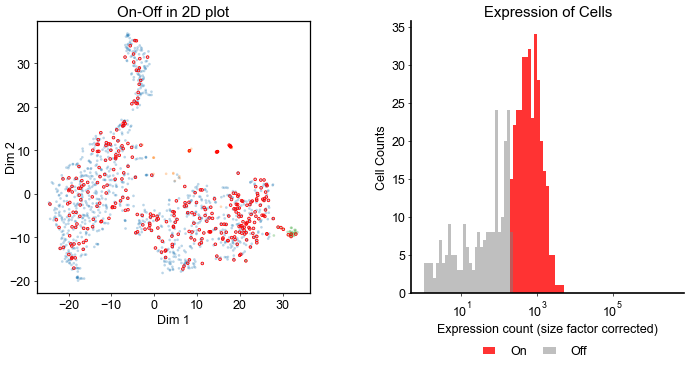 On-Off in 2D plot
Expression of Cells
30
20
10
0
−10
−20
Dim 2
−20 −10 0 10 20 30
Dim 1
35
30
25
20
15
10
5
0
Cell Counts
10¹ 10³ 10⁵
Expression count (size factor corrected)
On Off